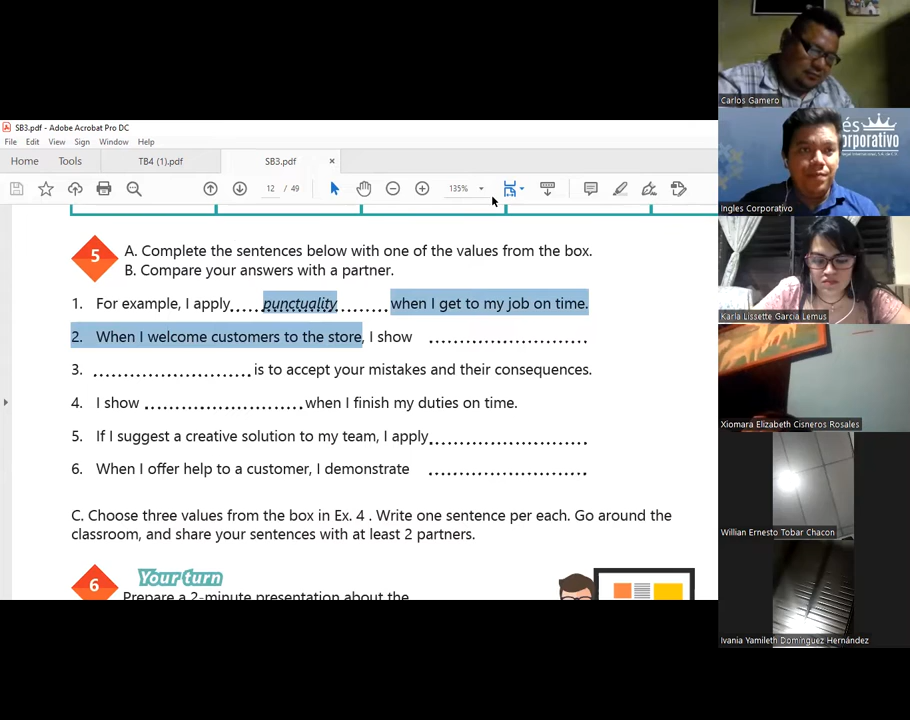 SB3.pdf - Adobe Acrobat Pro DC
File Edit View Sign Window Help
Home Tools TB4 (1).pdf SB3.pdf ×
12 / 49 135%
5
A. Complete the sentences below with one of the values from the box.
B. Compare your answers with a partner.
1. For example, I apply.....punctuality........ when I get to my job on time.
2. When I welcome customers to the store, I show ............................
3. ............................ is to accept your mistakes and their consequences.
4. I show ............................ when I finish my duties on time.
5. If I suggest a creative solution to my team, I apply............................
6. When I offer help to a customer, I demonstrate ............................
C. Choose three values from the box in Ex. 4 . Write one sentence per each. Go around the
classroom, and share your sentences with at least 2 partners.
6
Your turn
Prepare a 2-minute presentation about the
Carlos Gamero
és
orporativo
Ingles Corporativo
Karla Lissette Garcia Lemus
Xiomara Elizabeth Cisneros Rosales
Willian Ernesto Tobar Chacon
Ivania Yamileth Dominguez Hernández